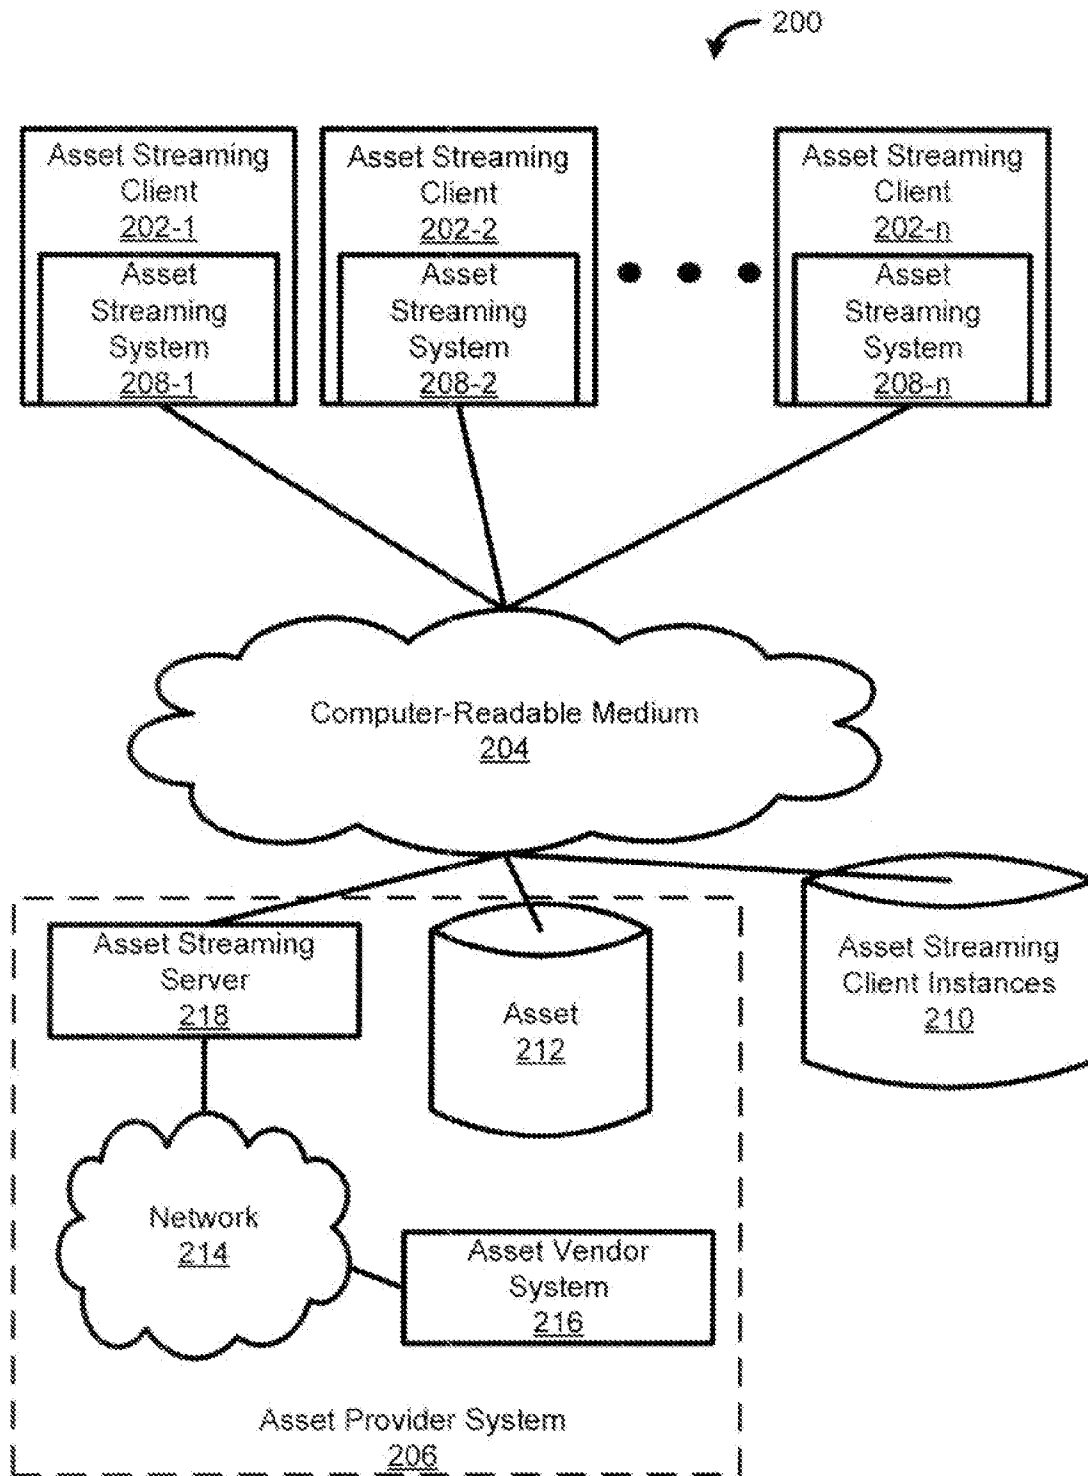 200
Asset Streaming
Client
202-1
Asset
Streaming
System
208-1
Asset Streaming
Client
202-2
Asset
Streaming
System
208-2
Asset Streaming
Client
202-n
Asset
Streaming
System
208-n
Computer-Readable Medium
204
Asset Streaming
Server
218
Asset
212
Asset Streaming
Client Instances
210
Network
214
Asset Vendor
System
216
Asset Provider System
206